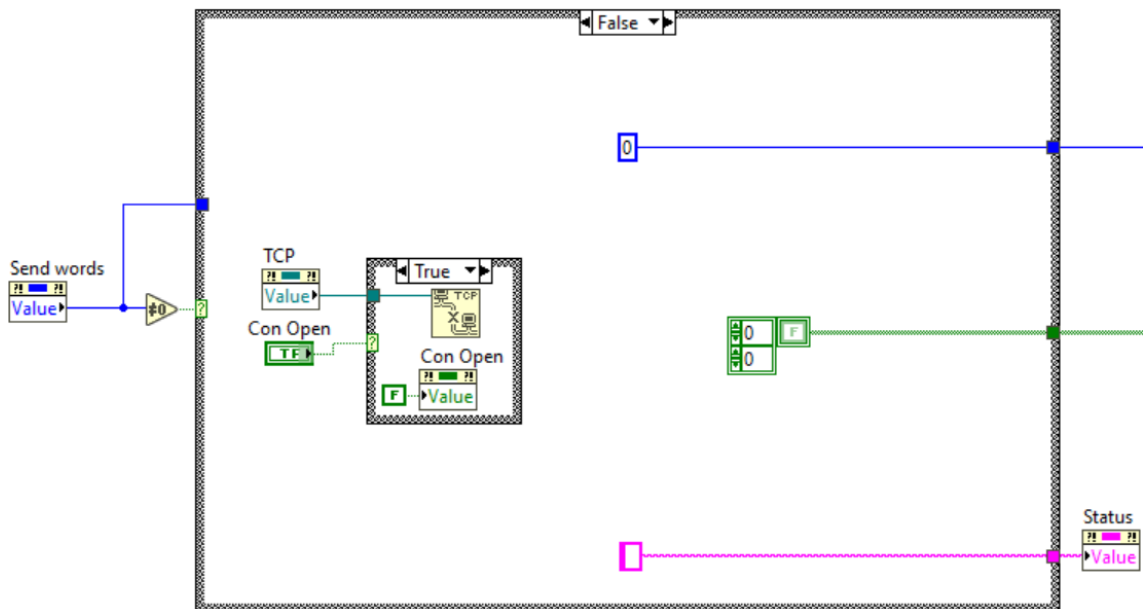 False
0
TCP
?! ?!
Value
True
TCP
Send words
?! ?!
Value
≠0
?
Con Open
TF
?
Con Open
?! ?!
F
Value
0
F
0
Status
?! ?!
Value